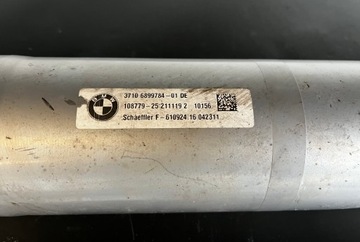 3710 6899784-01 DE
108779-25 211119 2 10156
Schaeffler F-610924 16 042311